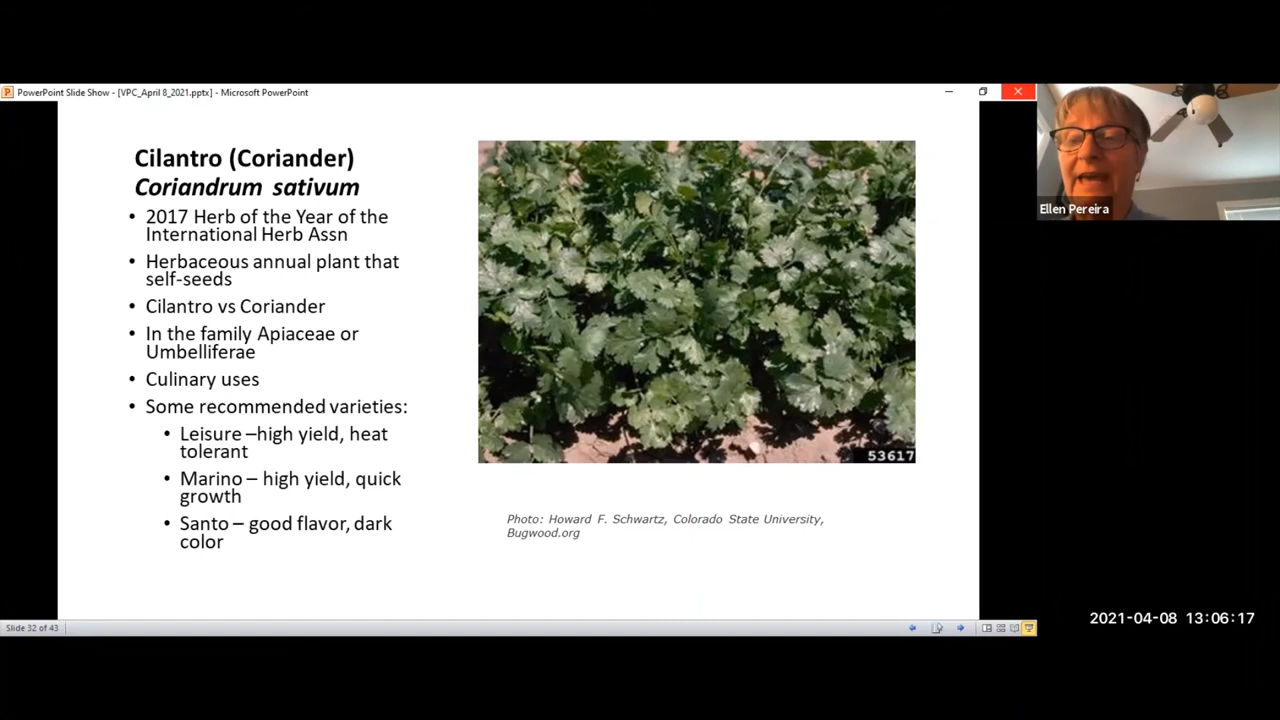 PowerPoint Slide Show - [VPC_April 8_2021.pptx] - Microsoft PowerPoint
Cilantro (Coriander)
Coriandrum sativum
• 2017 Herb of the Year of the
International Herb Assn
• Herbaceous annual plant that
self-seeds
• Cilantro vs Coriander
• In the family Apiaceae or
Umbelliferae
• Culinary uses
• Some recommended varieties:
• Leisure –high yield, heat
tolerant
• Marino – high yield, quick
growth
• Santo – good flavor, dark
color
53617
Photo: Howard F. Schwartz, Colorado State University,
Bugwood.org
Ellen Pereira
2021-04-08 13:06:17
Slide 32 of 43